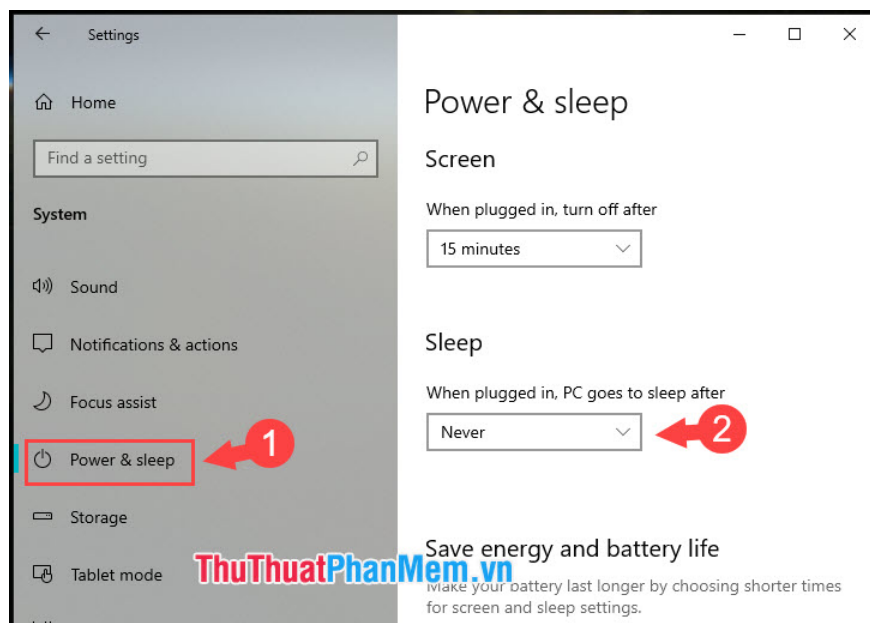 Settings
Home
Find a setting
System
Sound
Notifications & actions
Focus assist
Power & sleep
1
Storage
Tablet mode
Power & sleep
Screen
When plugged in, turn off after
15 minutes
Sleep
When plugged in, PC goes to sleep after
Never
2
Save energy and battery life
ThuThuatPhanMem.vn
Make your battery last longer by choosing shorter times
for screen and sleep settings.